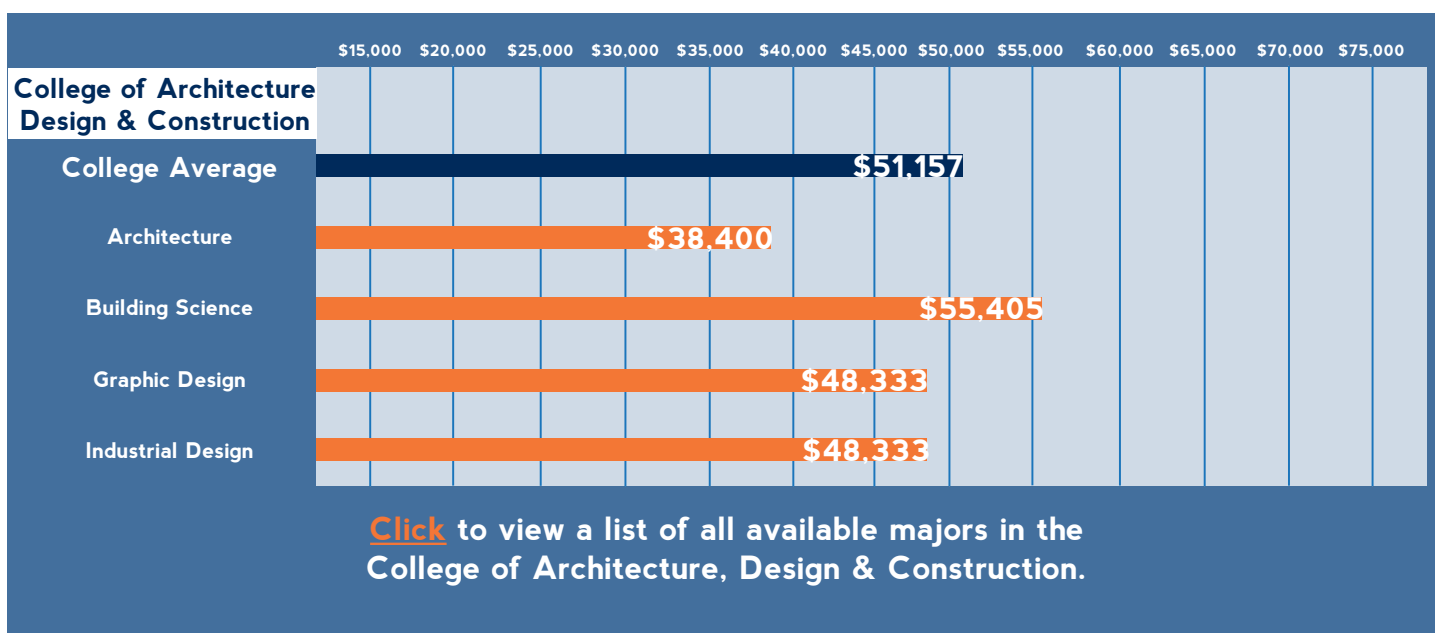 $15,000 $20,000 $25,000 $30,000 $35,000 $40,000 $45,000 $50,000 $55,000 $60,000 $65,000 $70,000 $75,000
College of Architecture
Design & Construction
College Average $51,157
Architecture $38,400
Building Science $55,405
Graphic Design $48,333
Industrial Design $48,333
Click to view a list of all available majors in the
College of Architecture, Design & Construction.